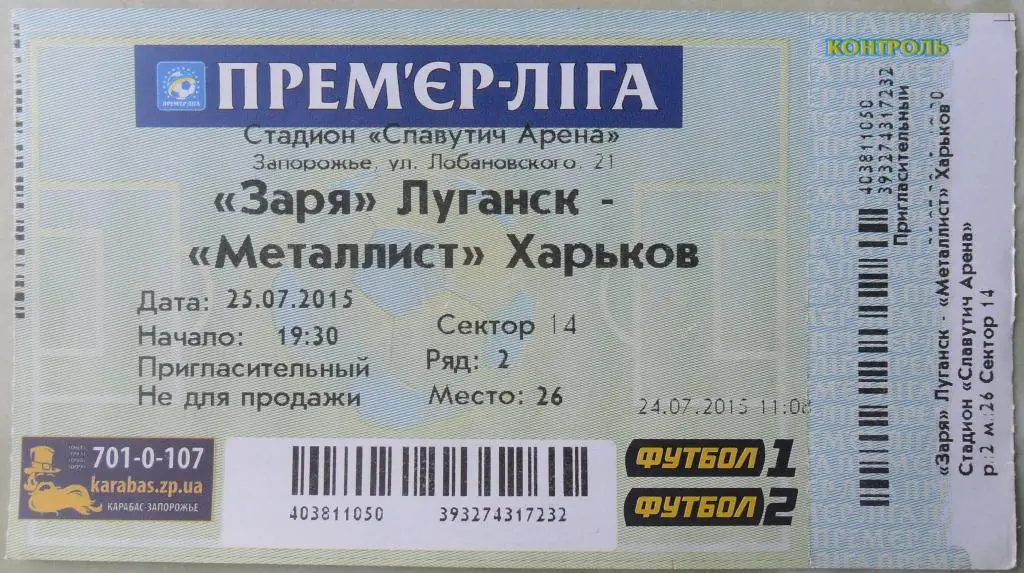 ПРЕМ'ЄР-ЛІГА
ПРЕМ'ЄР-ЛІГА
Стадион «Славутич Арена»
Запорожье, ул. Лобановского, 21
«Заря» Луганск -
«Металлист» Харьков
Дата: 25.07.2015
Начало: 19:30
Сектор 14
Пригласительный
Ряд: 2
Не для продажи
Место: 26
24.07.2015 11:08
701-0-107
karabas.zp.ua
КАРАБАС-ЗАПОРОЖЬЕ
403811050 393274317232
ФУТБОЛ 1
ФУТБОЛ 2
КОНТРОЛЬ
403811050
393274317232
Пригласительный
«Заря» Луганск - «Металлист» Харьков
Стадион «Славутич Арена»
р:2 м:26 Сектор 14